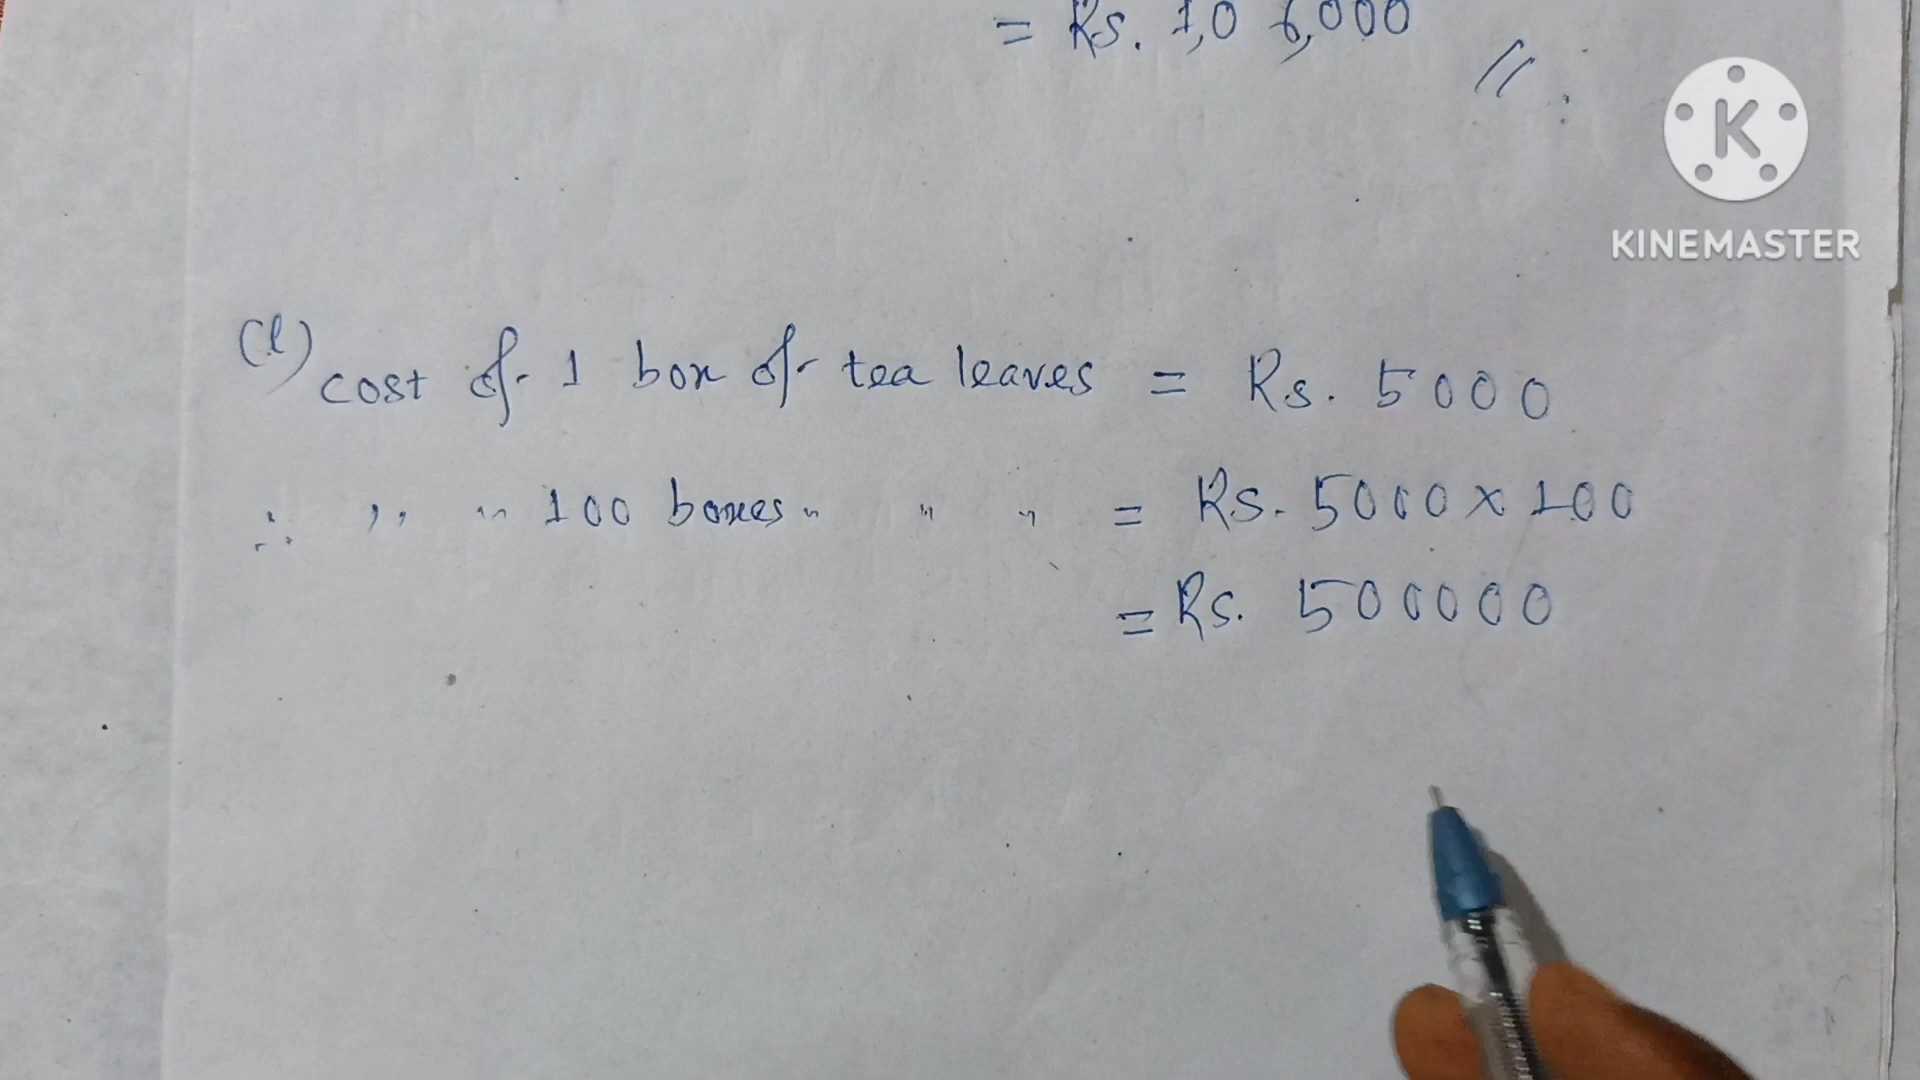 = Rs. 1,06,000 //.
K
KINEMASTER
(l) cost of 1 box of tea leaves = Rs. 5000
∴ ,, ,, 100 boxes " " " = Rs. 5000 x 100
= Rs. 500000